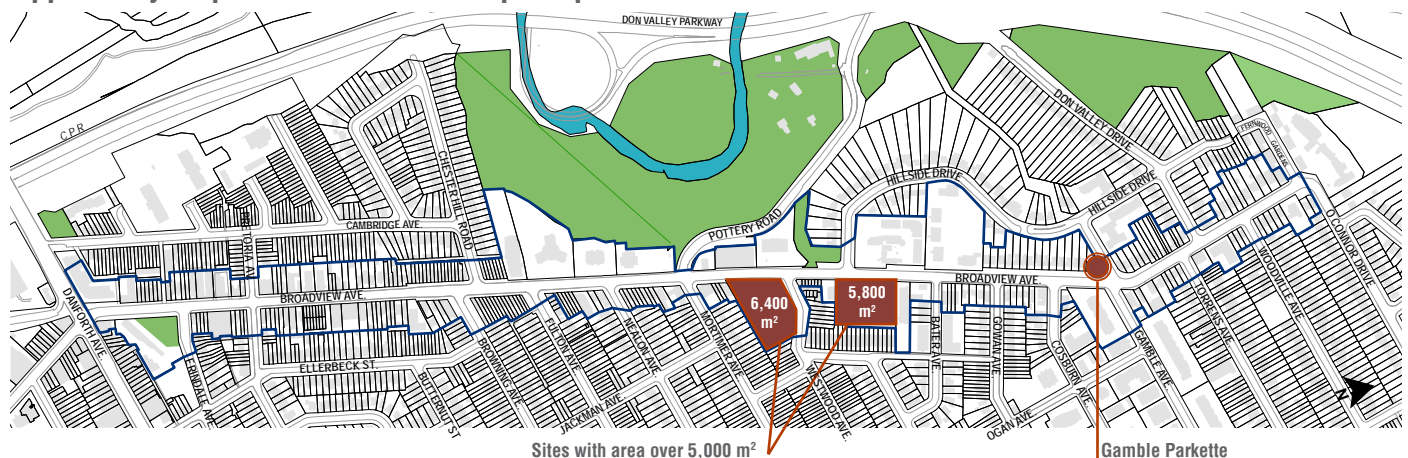 DON VALLEY PARKWAY
CPR
CHESTER HILL ROAD
CAMBRIDGE AVE.
PRETORIA AV.
BROADVIEW AVE.
DANFORTH AVE.
ERINDALE AVE.
ELLERBECK ST.
BUTTERNUT ST
BROWNING AVE.
FULTON AVE.
NEALON AVE.
JACKMAN AVE.
MORTIMER AVE.
POTTERY ROAD
HILLSIDE DRIVE
DON VALLEY DRIVE
FERNWOOD GARDENS
HILLSIDE DRIVE
O'CONNOR DRIVE
WOODVILLE AVE.
TORRENS AVE.
GAMBLE AVE.
BROADVIEW AVE.
6,400 m²
5,800 m²
WESTWOOD AVE.
BATER AVE.
GOWAN AVE.
COSBURN AVE.
OGAN AVE.
N
Sites with area over 5,000 m²
Gamble Parkette